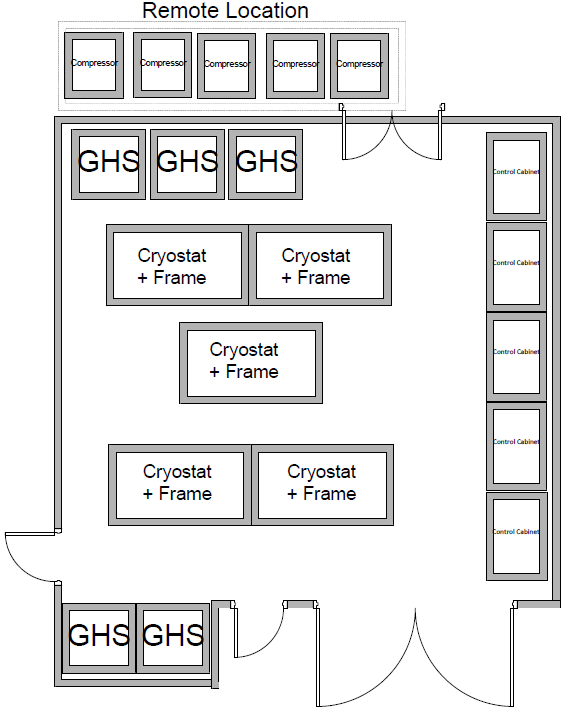 Remote Location
Compressor
Compressor
Compressor
Compressor
Compressor
GHS
GHS
GHS
Control Cabinet
Cryostat
+ Frame
Cryostat
+ Frame
Control Cabinet
Cryostat
+ Frame
Control Cabinet
Control Cabinet
Cryostat
+ Frame
Cryostat
+ Frame
Control Cabinet
GHS
GHS